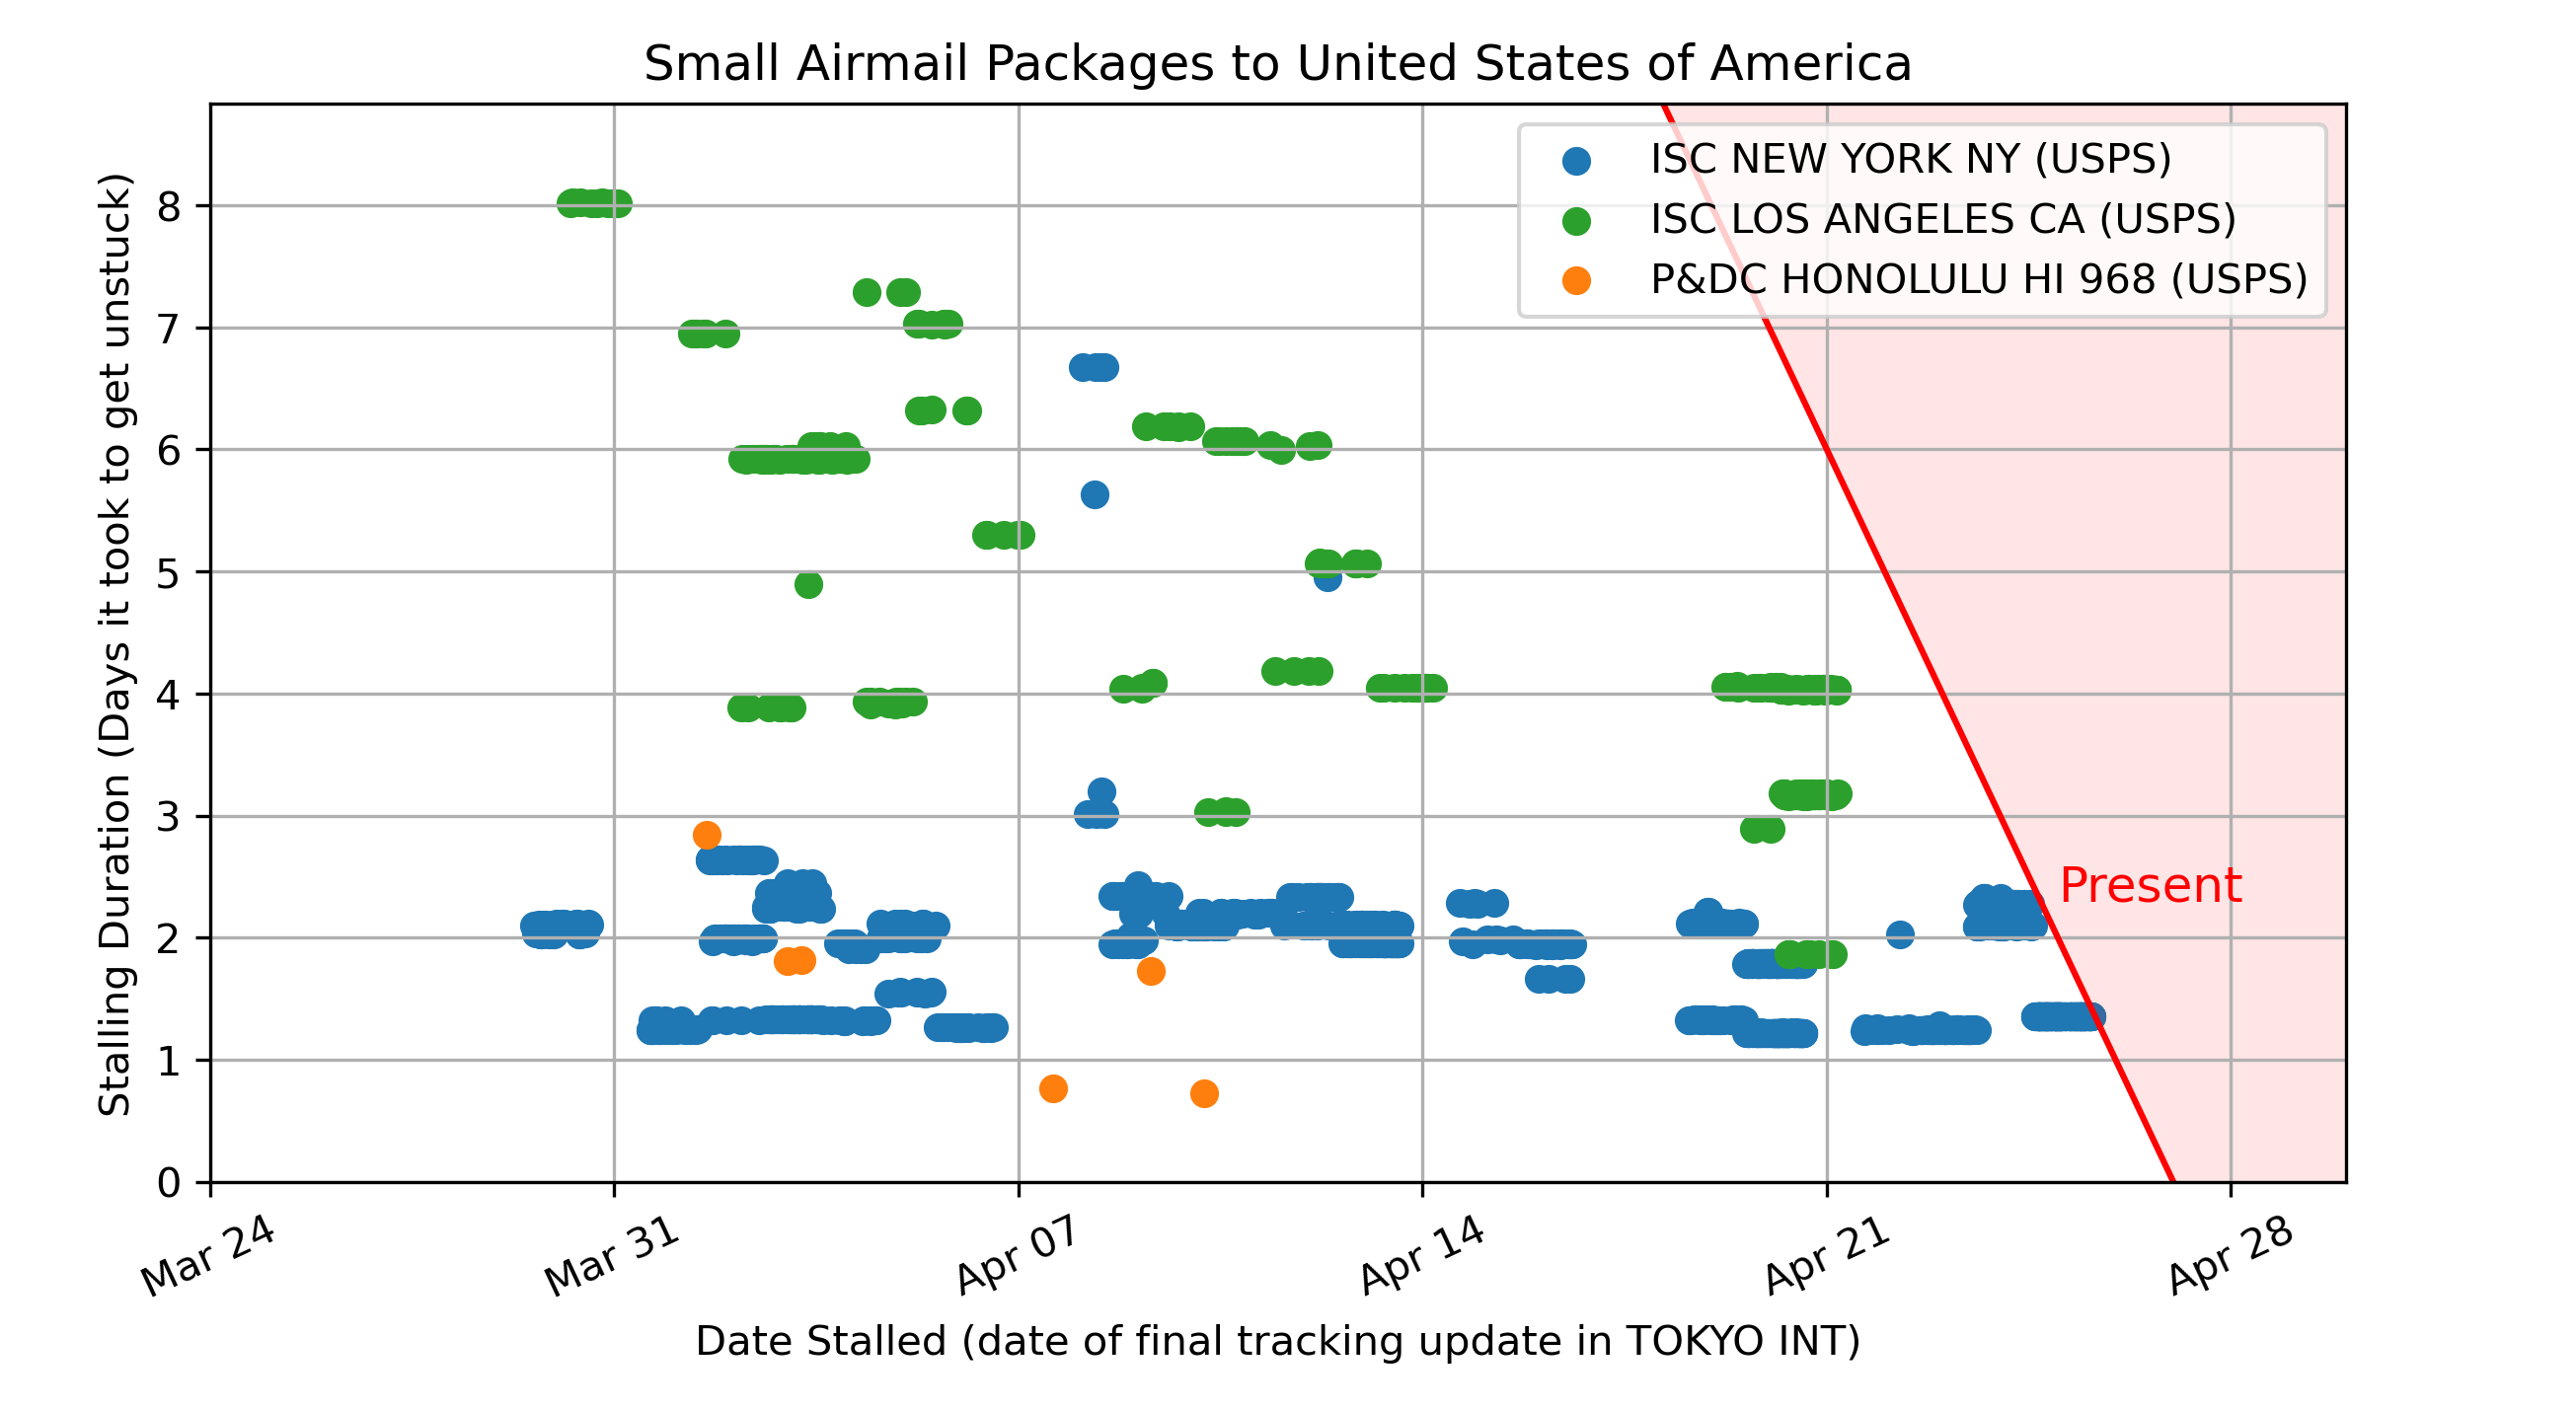 Small Airmail Packages to United States of America
ISC NEW YORK NY (USPS)
ISC LOS ANGELES CA (USPS)
P&DC HONOLULU HI 968 (USPS)
Stalling Duration (Days it took to get unstuck)
8
7
6
5
4
3
2
1
0
Present
Mar 24
Mar 31
Apr 07
Apr 14
Apr 21
Apr 28
Date Stalled (date of final tracking update in TOKYO INT)